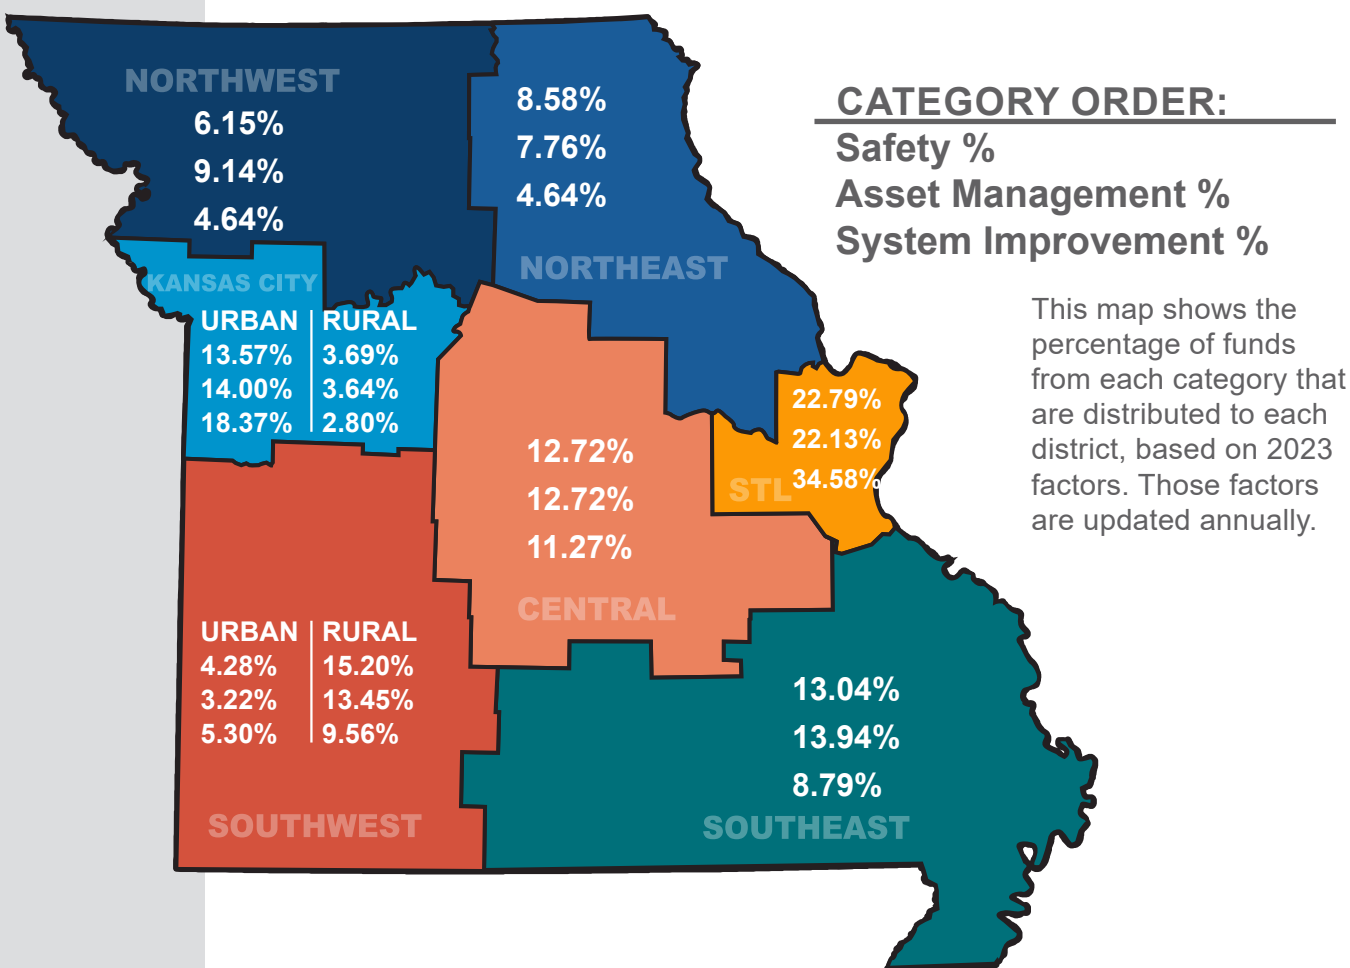 NORTHWEST
6.15%
9.14%
4.64%
8.58%
7.76%
4.64%
NORTHEAST
CATEGORY ORDER:
Safety %
Asset Management %
System Improvement %
This map shows the
percentage of funds
from each category that
are distributed to each
district, based on 2023
factors. Those factors
are updated annually.
KANSAS CITY
URBAN RURAL
13.57% 3.69%
14.00% 3.64%
18.37% 2.80%
22.79%
22.13%
34.58%
STL
12.72%
12.72%
11.27%
CENTRAL
URBAN RURAL
4.28% 15.20%
3.22% 13.45%
5.30% 9.56%
SOUTHWEST
13.04%
13.94%
8.79%
SOUTHEAST